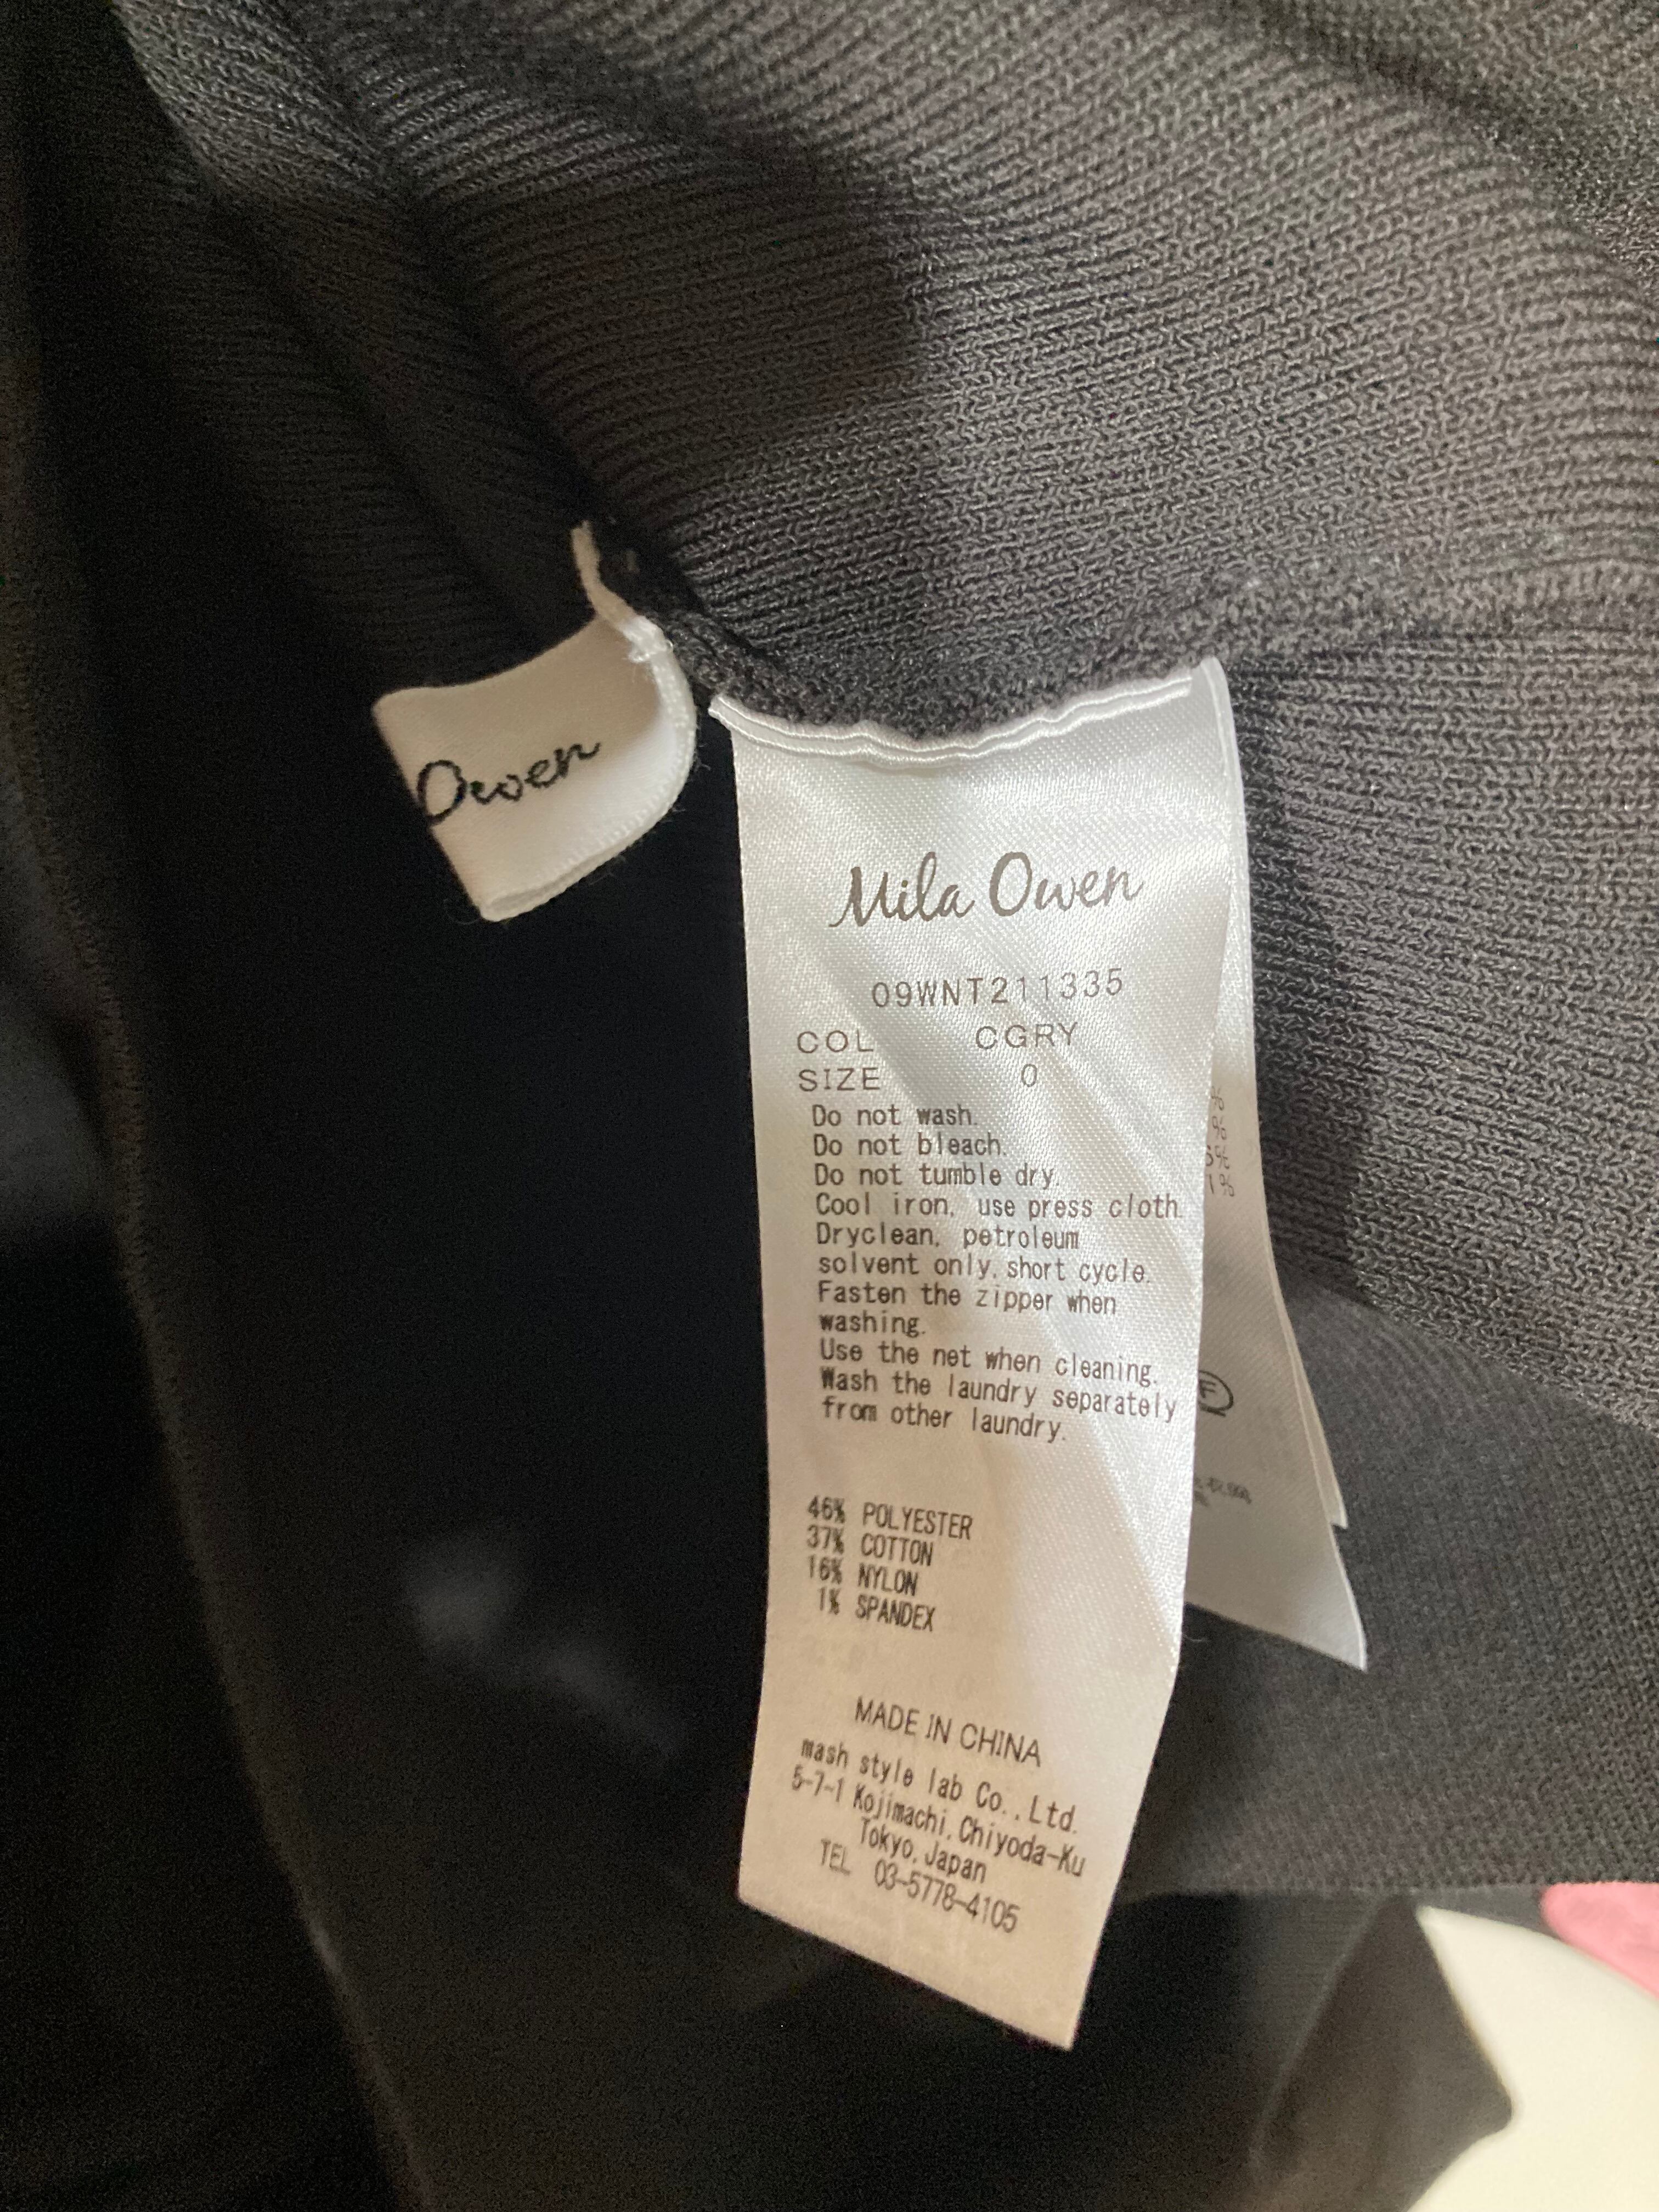 Owen
Mila Owen
09WNT211335
COL CGRY
SIZE 0
Do not wash.
Do not bleach.
Do not tumble dry.
Cool iron, use press cloth.
Dryclean, petroleum
solvent only, short cycle.
Fasten the zipper when
washing.
Use the net when cleaning.
Wash the laundry separately
from other laundry.
46% POLYESTER
37% COTTON
16% NYLON
1% SPANDEX
MADE IN CHINA
mash style lab Co., Ltd.
5-7-1 Kojimachi, Chiyoda-Ku
Tokyo, Japan
TEL 03-5778-4105
%
%
6%
1%
F